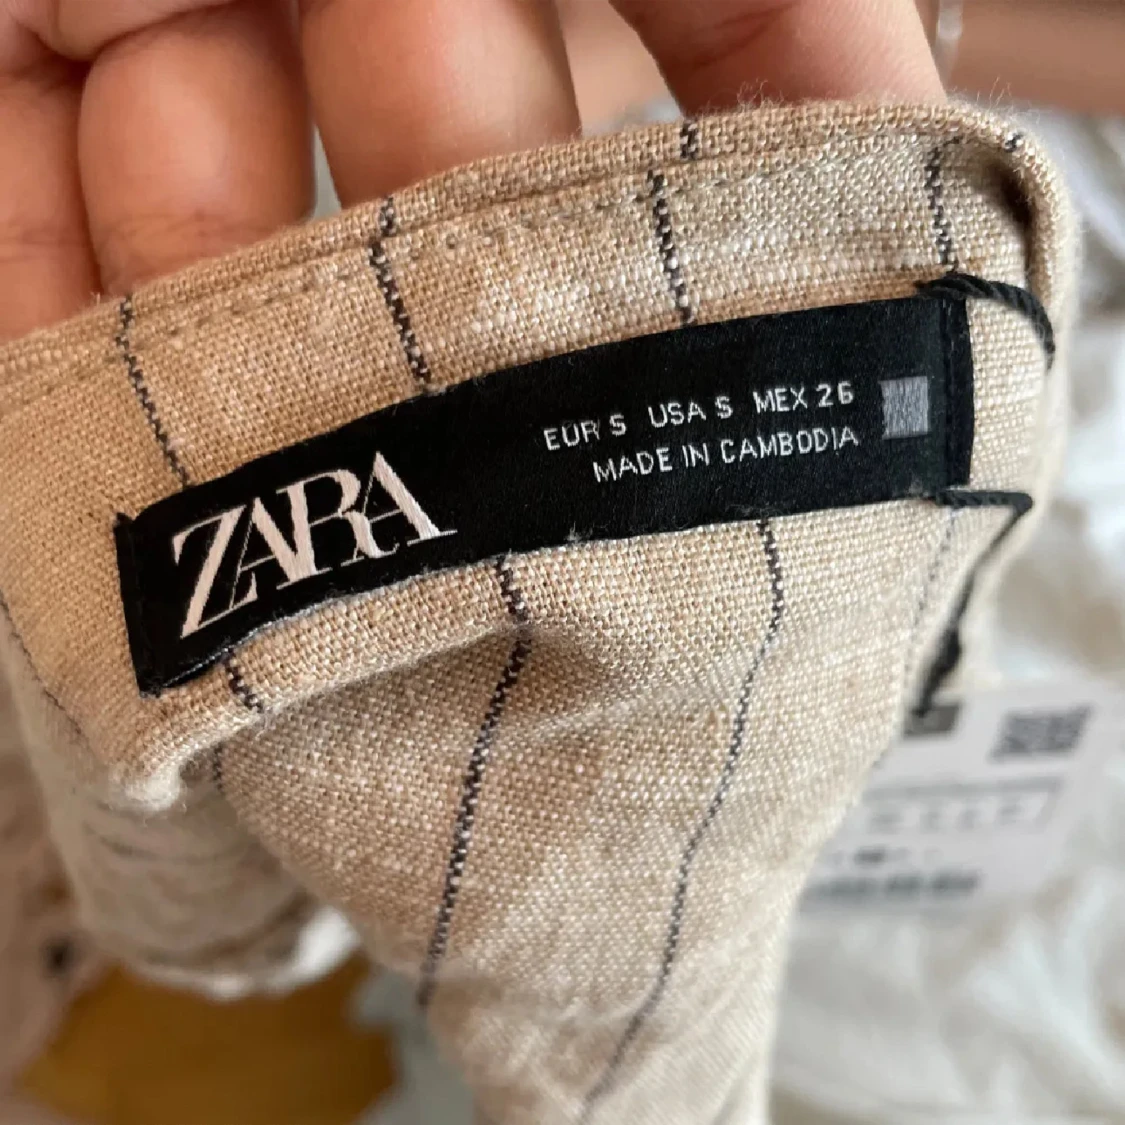 ZARA
EUR S USA S MEX 26
MADE IN CAMBODIA